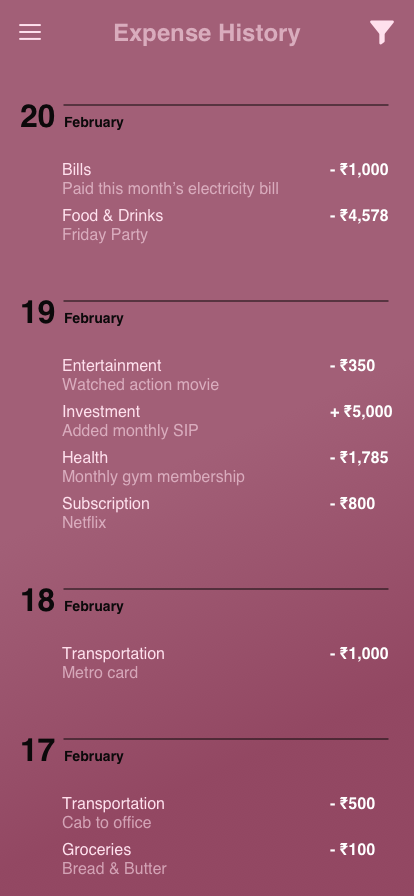 Expense History
20
February
Bills - ₹1,000
Paid this month’s electricity bill
Food & Drinks - ₹4,578
Friday Party
19
February
Entertainment - ₹350
Watched action movie
Investment + ₹5,000
Added monthly SIP
Health - ₹1,785
Monthly gym membership
Subscription - ₹800
Netflix
18
February
Transportation - ₹1,000
Metro card
17
February
Transportation - ₹500
Cab to office
Groceries - ₹100
Bread & Butter